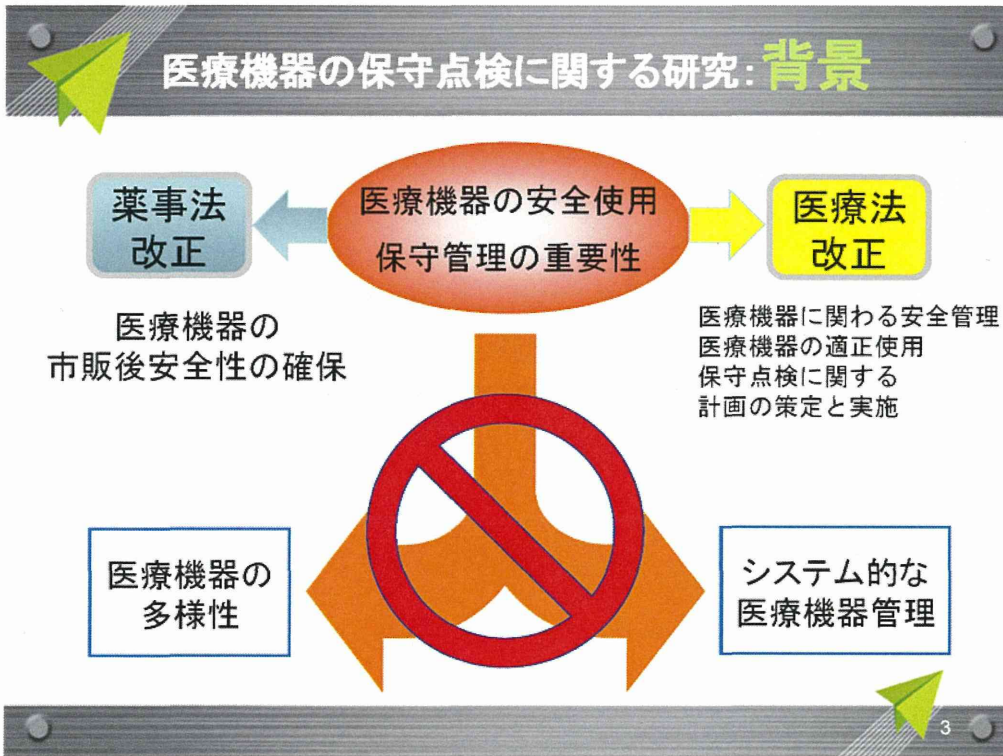 医療機器の保守点検に関する研究:背景
医療機器の安全使用
保守管理の重要性
薬事法
改正
医療機器の
市販後安全性の確保
医療法
改正
医療機器に関わる安全管理
医療機器の適正使用
保守点検に関する
計画の策定と実施
医療機器の
多様性
システム的な
医療機器管理
3